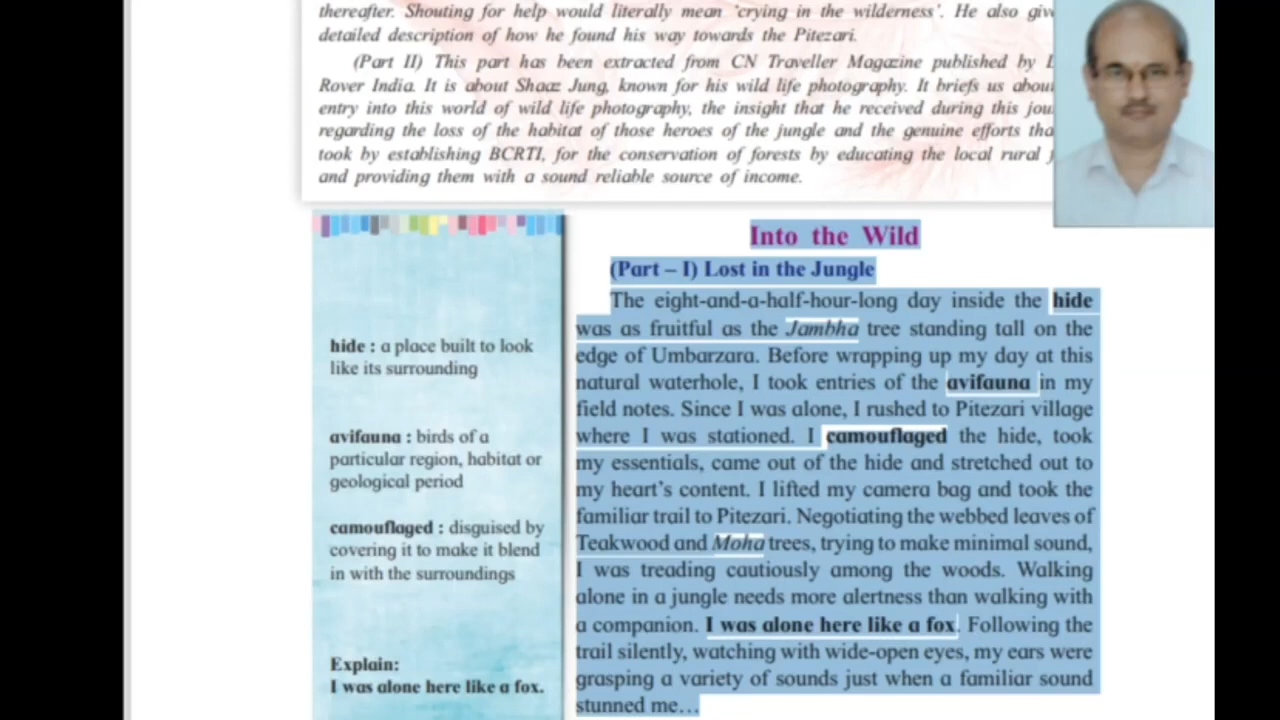 thereafter. Shouting for help would literally mean ‘crying in the wilderness’. He also
detailed description of how he found his way towards the Pitezari.
(Part II) This part has been extracted from CN Traveller Magazine published by
Rover India. It is about Shaaz Jung, known for his wild life photography. It briefs us
entry into this world of wild life photography, the insight that he received during this
regarding the loss of the habitat of those heroes of the jungle and the genuine efforts
took by establishing BCRTI, for the conservation of forests by educating the local rural
and providing them with a sound reliable source of income.
hide : a place built to look
like its surrounding
avifauna : birds of a
particular region, habitat or
geological period
camouflaged : disguised by
covering it to make it blend
in with the surroundings
Explain:
I was alone here like a fox.
Into the Wild
(Part – I) Lost in the Jungle
The eight-and-a-half-hour-long day inside the hide
was as fruitful as the Jambha tree standing tall on the
edge of Umbarzara. Before wrapping up my day at this
natural waterhole, I took entries of the avifauna in my
field notes. Since I was alone, I rushed to Pitezari village
where I was stationed. I camouflaged the hide, took
my essentials, came out of the hide and stretched out to
my heart’s content. I lifted my camera bag and took the
familiar trail to Pitezari. Negotiating the webbed leaves of
Teakwood and Moha trees, trying to make minimal sound,
I was treading cautiously among the woods. Walking
alone in a jungle needs more alertness than walking with
a companion. I was alone here like a fox. Following the
trail silently, watching with wide-open eyes, my ears were
grasping a variety of sounds just when a familiar sound
stunned me…